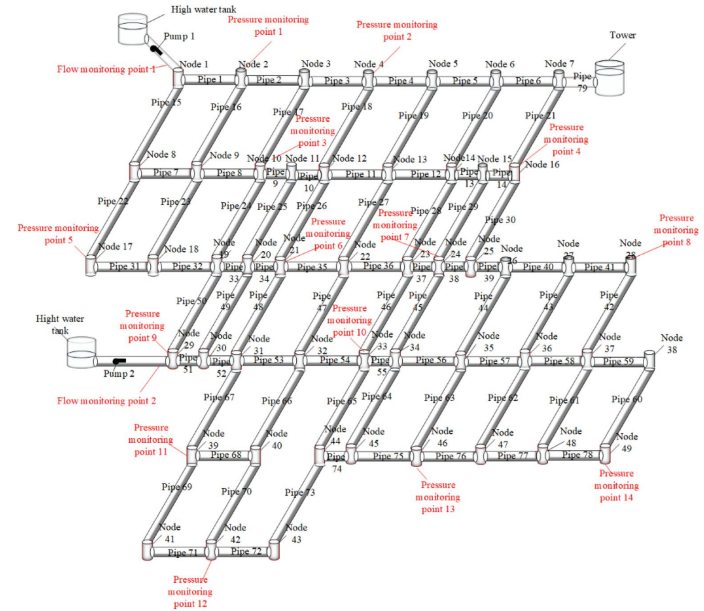 High water tank
Pump 1
Pressure monitoring
point 1
Pressure monitoring
point 2
Tower
Flow monitoring point 1
Node 1
Node 2
Node 3
Node 4
Node 5
Node 6
Node 7
Pipe 1
Pipe 2
Pipe 3
Pipe 4
Pipe 5
Pipe 6
Pipe
79
Pipe 15
Pipe 16
Pipe 17
Pipe 18
Pipe 19
Pipe 20
Pipe 21
Pressure
monitoring
point 3
Pressure
monitoring
point 4
Node 8
Node 9
Node 10
Node 11
Node 12
Node 13
Node14
Node 15
Node 16
Pipe 7
Pipe 8
Pipe
9
Pipe
10
Pipe 11
Pipe 12
Pipe
13
Pipe
14
Pipe 22
Pipe 23
Pipe 24
Pipe 25
Pipe 26
Pipe 27
Pipe 28
Pipe 29
Pipe 30
Pressure monitoring
point 5
Pressure
monitoring
point 6
Pressure
monitoring
point 7
Pressure
monitoring
point 8
Node 17
Node 18
Node
19
Node
20
Node
21
Node
22
Node
23
Node
24
Node
25
Node
26
Node
27
Node
28
Pipe 31
Pipe 32
Pipe
33
Pipe
34
Pipe 35
Pipe 36
Pipe
37
Pipe
38
Pipe
39
Pipe 40
Pipe 41
Pipe 50
Pipe
49
Pipe
48
Pipe
47
Pipe
46
Pipe
45
Pipe
44
Pipe
43
Pipe
42
Hight water
tank
Pump 2
Flow monitoring point 2
Pressure
monitoring
point 9
Pressure
monitoring
point 10
Node
29
Node
30
Node
31
Node
32
Node
33
Node
34
Node
35
Node
36
Node
37
Node
38
Pipe
51
Pipe
52
Pipe 53
Pipe 54
Pipe
55
Pipe 56
Pipe 57
Pipe 58
Pipe 59
Pipe 67
Pipe 66
Pipe 65
Pipe 64
Pipe 63
Pipe 62
Pipe 61
Pipe 60
Pressure
monitoring
point 11
Node
39
Node
40
Node
44
Node
45
Node
46
Node
47
Node
48
Node
49
Pipe 68
Pipe
74
Pipe 75
Pipe 76
Pipe 77
Pipe 78
Pressure
monitoring
point 13
Pressure
monitoring
point 14
Pipe 69
Pipe 70
Pipe 73
Node
41
Node
42
Node
43
Pipe 71
Pipe 72
Pressure
monitoring
point 12